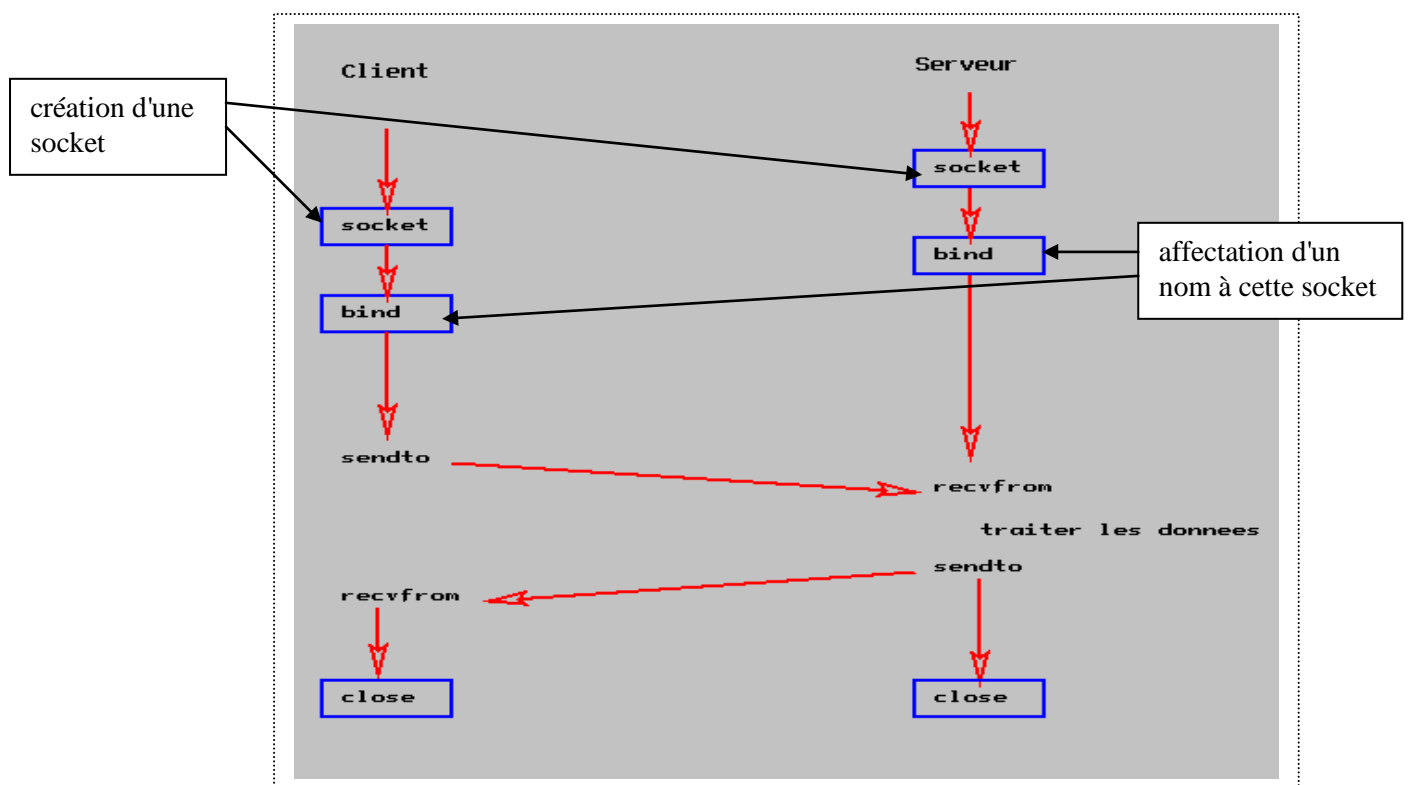 Client
Serveur
création d'une
socket
socket
socket
bind
affectation d'un
nom à cette socket
bind
sendto
recvfrom
traiter les donnees
sendto
recvfrom
close
close